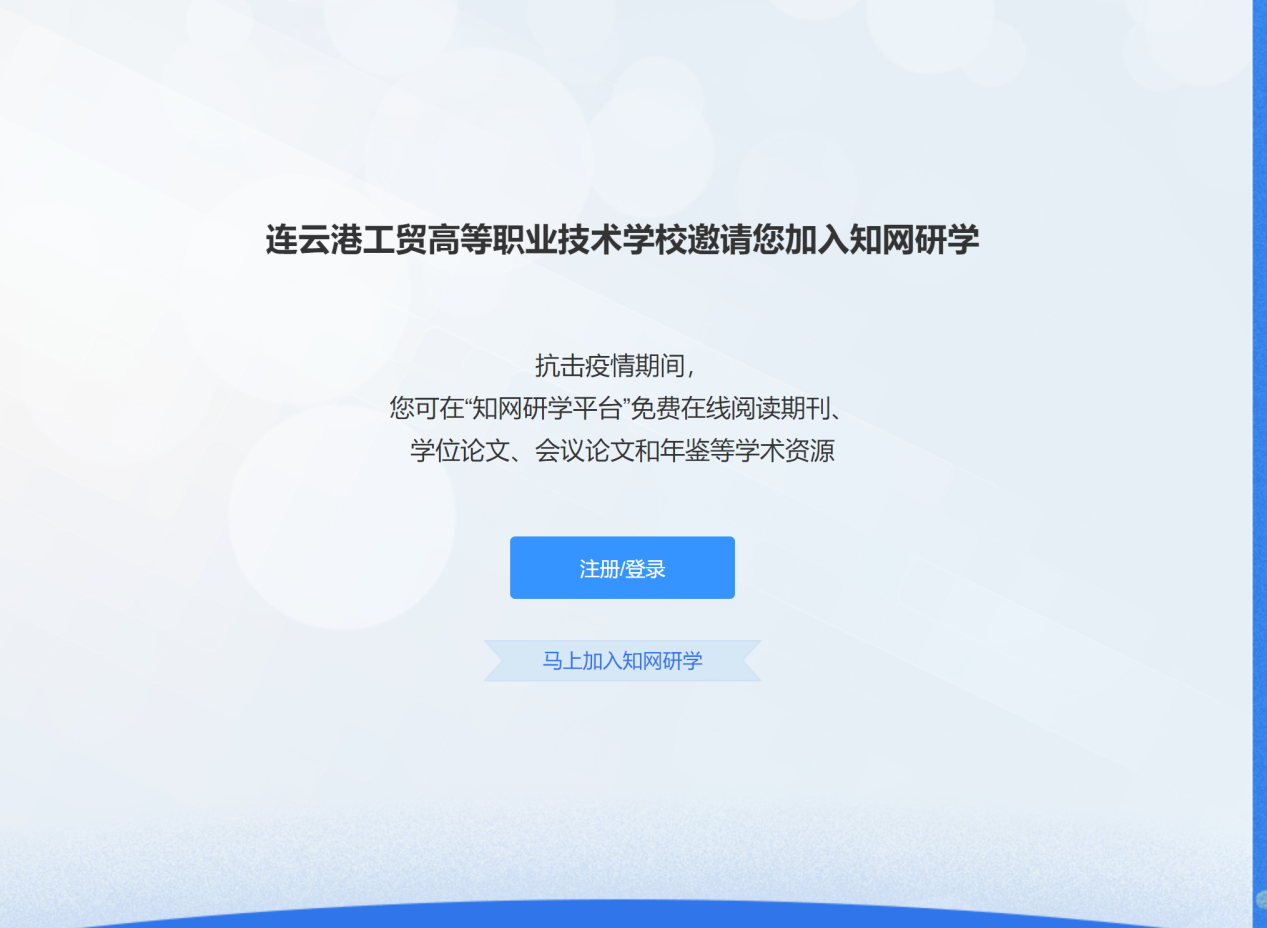 连云港工贸高等职业技术学校邀请您加入知网研学
抗击疫情期间，
您可在“知网研学平台”免费在线阅读期刊、
学位论文、会议论文和年鉴等学术资源
注册/登录
马上加入知网研学